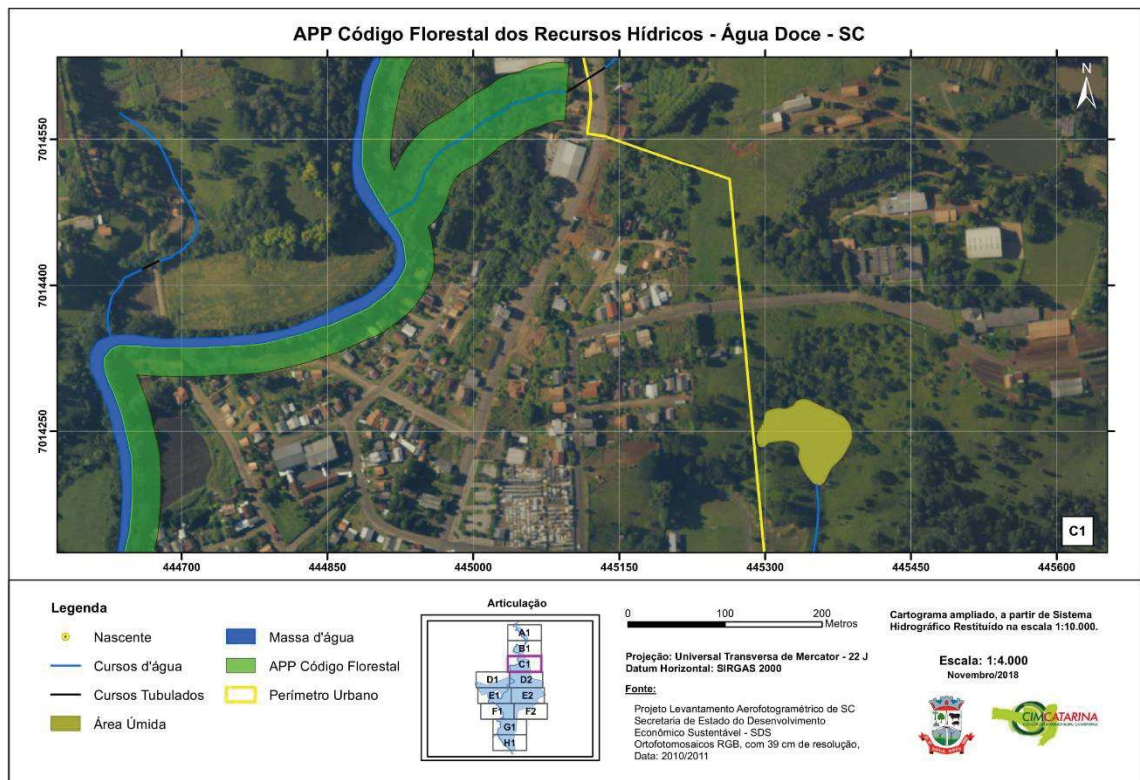 APP Código Florestal dos Recursos Hídricos - Água Doce - SC
N
7014550
7014400
7014250
C1
444700
444850
445000
445150
445300
445450
445600
Legenda
Nascente
Cursos d'água
Cursos Tubulados
Área Úmida
Massa d'água
APP Código Florestal
Perímetro Urbano
Articulação
A1
B1
C1
D1
D2
E1
E2
F1
F2
G1
H1
0 100 200
Metros
Projeção: Universal Transversa de Mercator - 22 J
Datum Horizontal: SIRGAS 2000
Fonte:
Projeto Levantamento Aerofotogramétrico de SC
Secretaria de Estado do Desenvolvimento
Econômico Sustentável - SDS
Ortofotomosaicos RGB, com 39 cm de resolução,
Data: 2010/2011
Cartograma ampliado, a partir de Sistema
Hidrográfico Restituído na escala 1:10.000.
Escala: 1:4.000
Novembro/2018
ÁGUA DOCE
CIMCATARINA